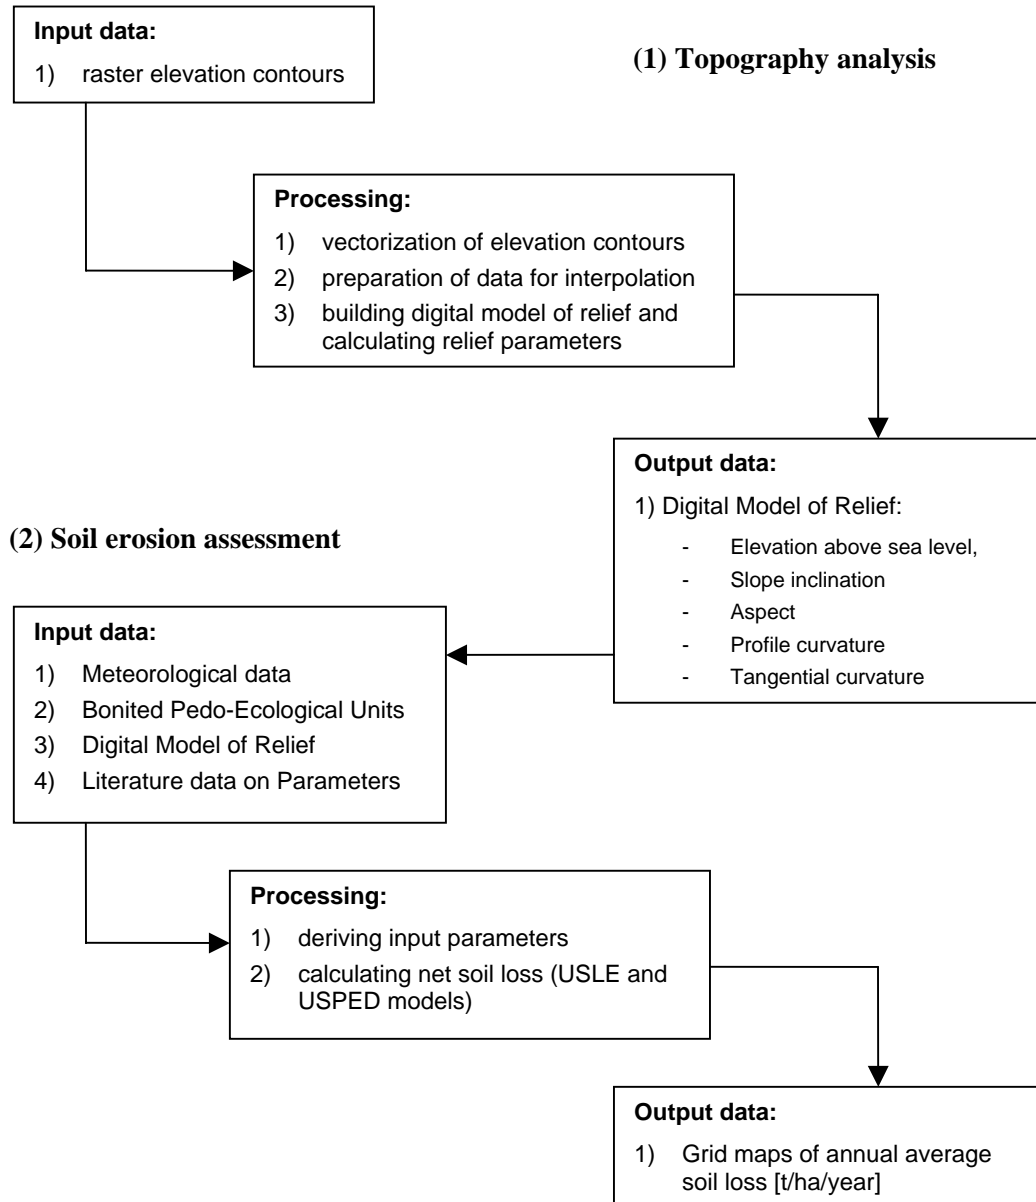 Input data:
1) raster elevation contours
(1) Topography analysis
Processing:
1) vectorization of elevation contours
2) preparation of data for interpolation
3) building digital model of relief and
calculating relief parameters
Output data:
1) Digital Model of Relief:
- Elevation above sea level,
- Slope inclination
- Aspect
- Profile curvature
- Tangential curvature
(2) Soil erosion assessment
Input data:
1) Meteorological data
2) Bonited Pedo-Ecological Units
3) Digital Model of Relief
4) Literature data on Parameters
Processing:
1) deriving input parameters
2) calculating net soil loss (USLE and
USPED models)
Output data:
1) Grid maps of annual average
soil loss [t/ha/year]